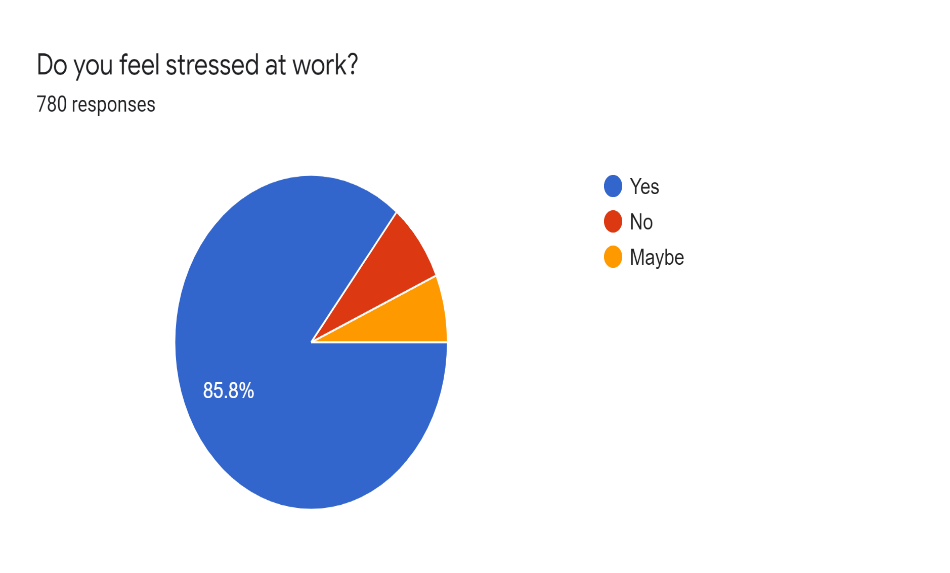 Do you feel stressed at work?
780 responses
Yes
No
Maybe
85.8%